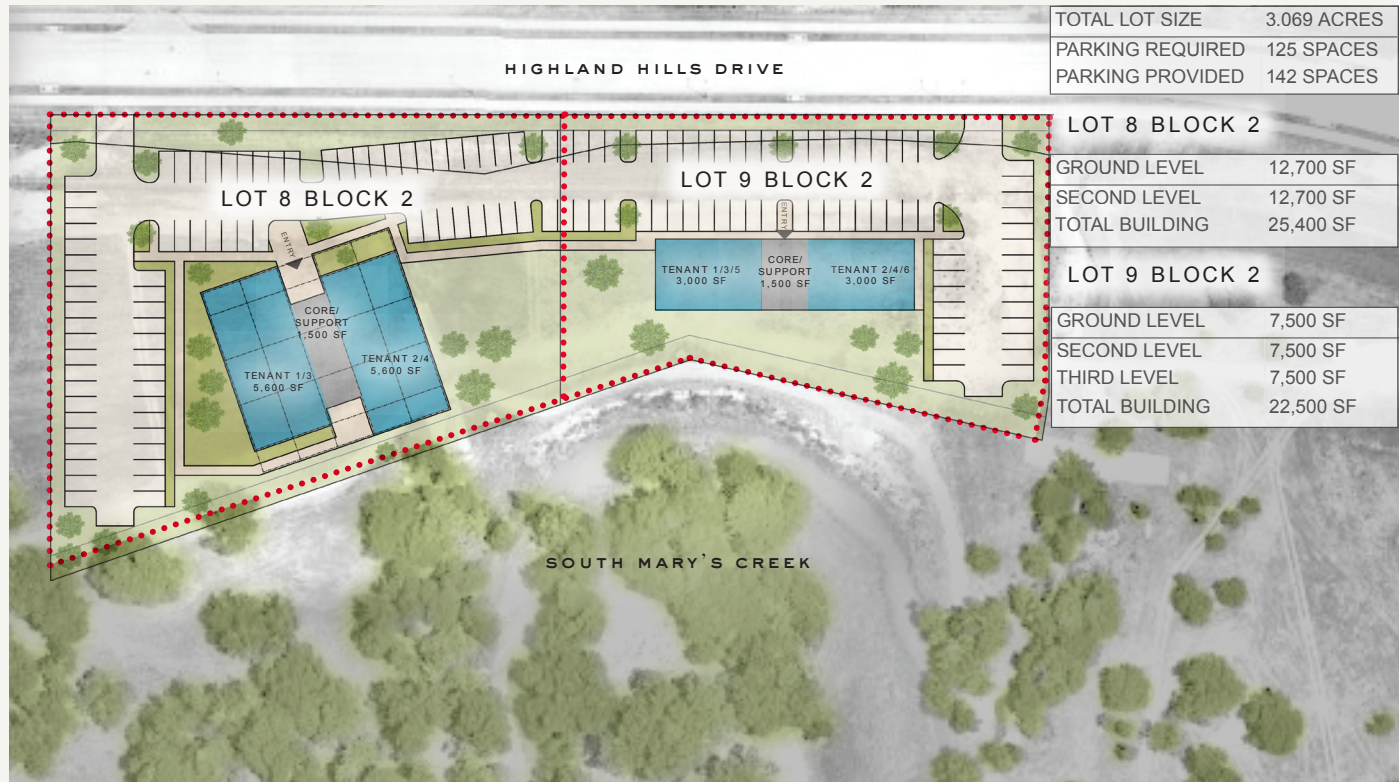 TOTAL LOT SIZE 3.069 ACRES
PARKING REQUIRED 125 SPACES
PARKING PROVIDED 142 SPACES
HIGHLAND HILLS DRIVE
LOT 8 BLOCK 2
GROUND LEVEL 12,700 SF
SECOND LEVEL 12,700 SF
TOTAL BUILDING 25,400 SF
LOT 9 BLOCK 2
GROUND LEVEL 7,500 SF
SECOND LEVEL 7,500 SF
THIRD LEVEL 7,500 SF
TOTAL BUILDING 22,500 SF
LOT 8 BLOCK 2
ENTRY
CORE/
SUPPORT
1,500 SF
TENANT 1/3
5,600 SF
TENANT 2/4
5,600 SF
LOT 9 BLOCK 2
ENTRY
TENANT 1/3/5
3,000 SF
CORE/
SUPPORT
1,500 SF
TENANT 2/4/6
3,000 SF
SOUTH MARY'S CREEK